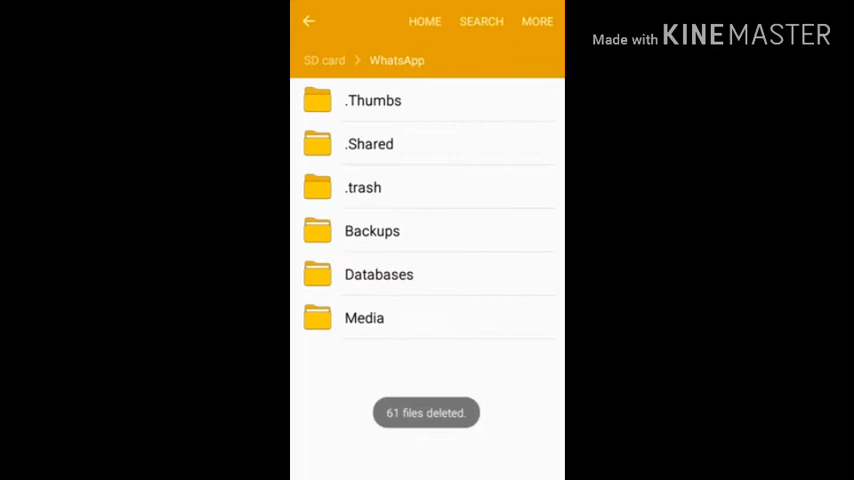 HOME SEARCH MORE
Made with KINEMASTER
SD card > WhatsApp
.Thumbs
.Shared
.trash
Backups
Databases
Media
61 files deleted.